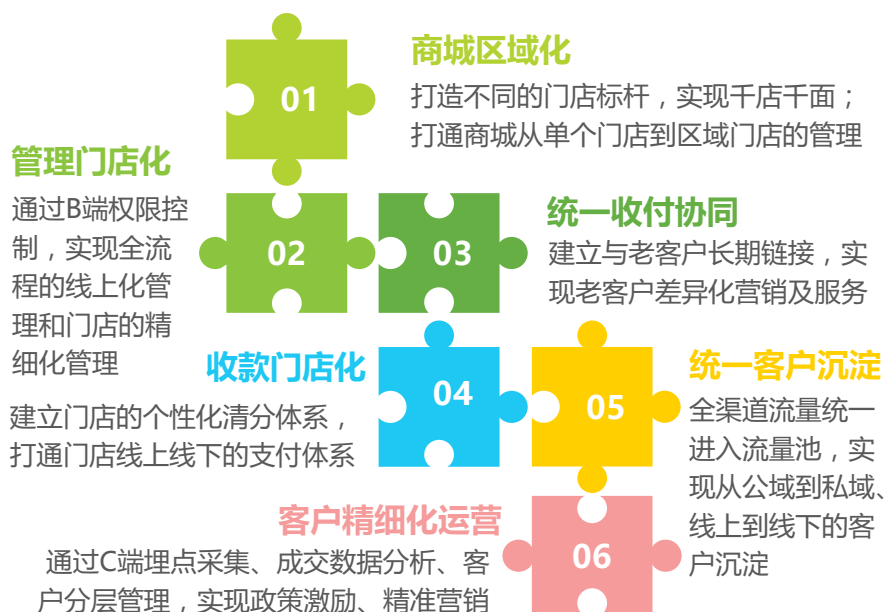 01
商城区域化
打造不同的门店标杆，实现千店千面；
打通商城从单个门店到区域门店的管理
管理门店化
通过B端权限控
制，实现全流
程的线上化管
理和门店的精
细化管理
02
03
统一收付协同
建立与老客户长期链接，实
现老客户差异化营销及服务
收款门店化
建立门店的个性化清分体系，
打通门店线上线下的支付体系
04
05
统一客户沉淀
全渠道流量统一
进入流量池，实
现从公域到私域、
线上到线下的客
户沉淀
客户精细化运营
通过C端埋点采集、成交数据分析、客
户分层管理，实现政策激励、精准营销
06